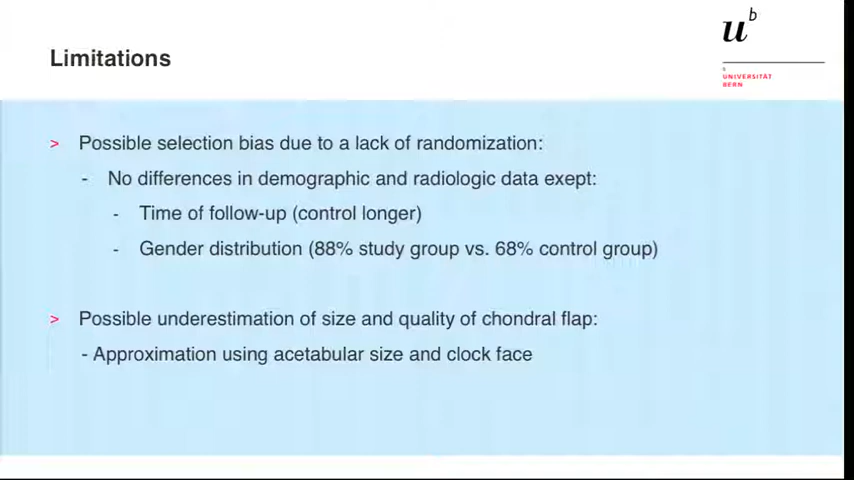 u^b
Limitations
UNIVERSITÄT
BERN
> Possible selection bias due to a lack of randomization:
- No differences in demographic and radiologic data exept:
- Time of follow-up (control longer)
- Gender distribution (88% study group vs. 68% control group)
> Possible underestimation of size and quality of chondral flap:
- Approximation using acetabular size and clock face